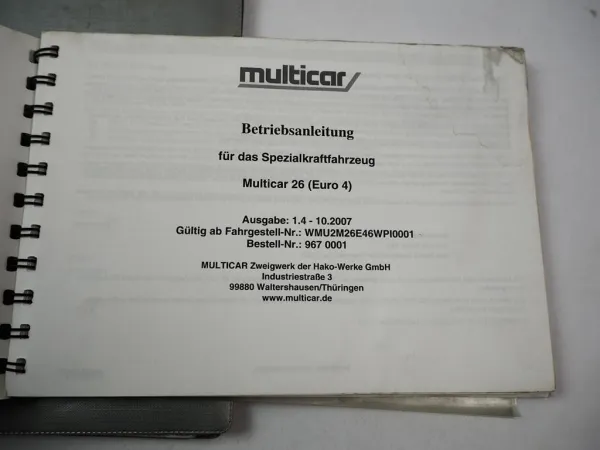 multicar
Betriebsanleitung
für das Spezialkraftfahrzeug
Multicar 26 (Euro 4)
Ausgabe: 1.4 - 10.2007
Gültig ab Fahrgestell-Nr.: WMU2M26E46WPI0001
Bestell-Nr.: 967 0001
MULTICAR Zweigwerk der Hako-Werke GmbH
Industriestraße 3
99880 Waltershausen/Thüringen
www.multicar.de